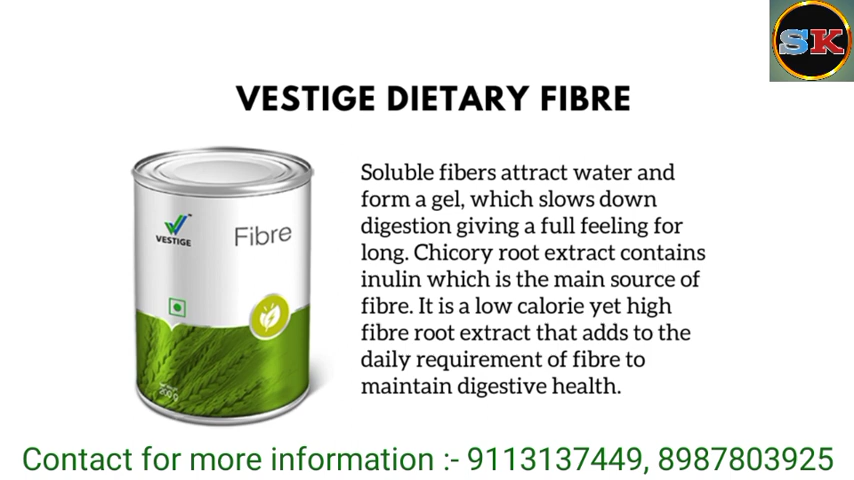 SK
VESTIGE DIETARY FIBRE
VESTIGE
Fibre
200 g
Soluble fibers attract water and
form a gel, which slows down
digestion giving a full feeling for
long. Chicory root extract contains
inulin which is the main source of
fibre. It is a low calorie yet high
fibre root extract that adds to the
daily requirement of fibre to
maintain digestive health.
Contact for more information :- 9113137449, 8987803925